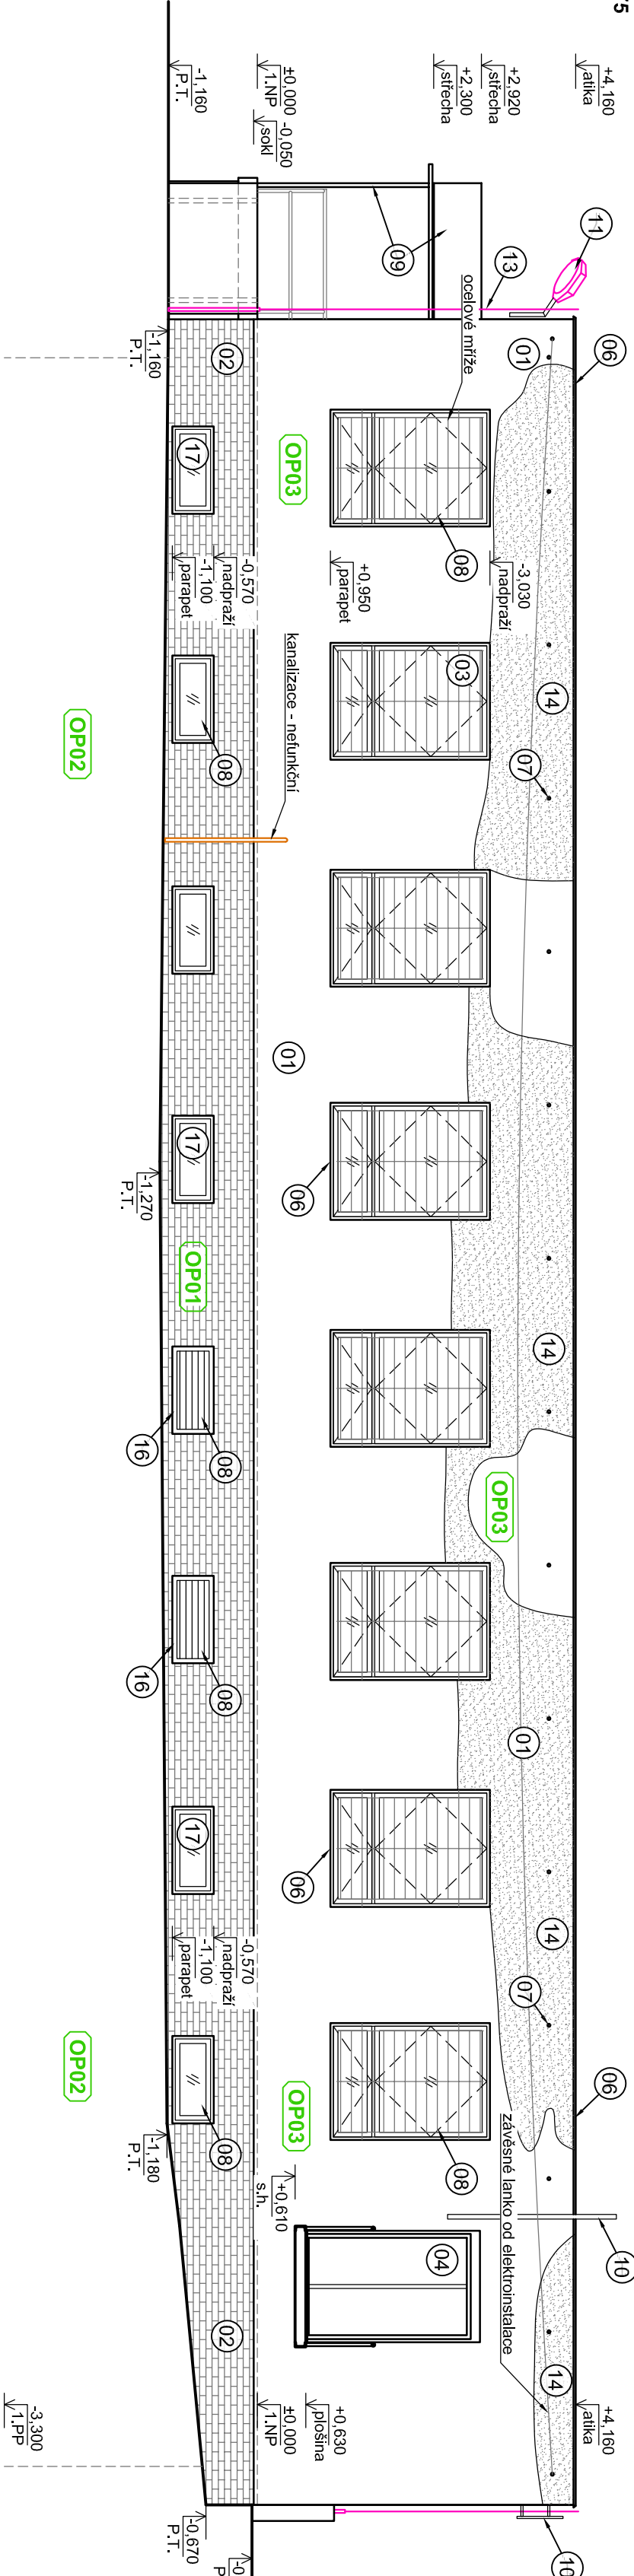 +4,160
atika
+2,920
střecha
+2,300
střecha
±0,000
1.NP
-0,050
sokl
-1,160
P.T.
11
13
09
06
01
ocelové mříže
02
-1,160
P.T.
17
OP03
08
-3,030
nadpraží
+0,950
parapet
-0,570
nadpraží
-1,100
parapet
03
14
07
08
kanalizace - nefunkční
OP02
01
17
06
-1,270
P.T.
OP01
14
16
08
OP03
16
08
01
17
06
14
07
-0,570
nadpraží
-1,100
parapet
06
OP02
OP03
08
08
-1,180
P.T.
+0,610
s.h.
závěsné lanko od elektroinstalace
10
04
02
14
+4,160
atika
+0,630
plošina
±0,000
1.NP
-3,300
1.PP
-0,670
P.T.
10